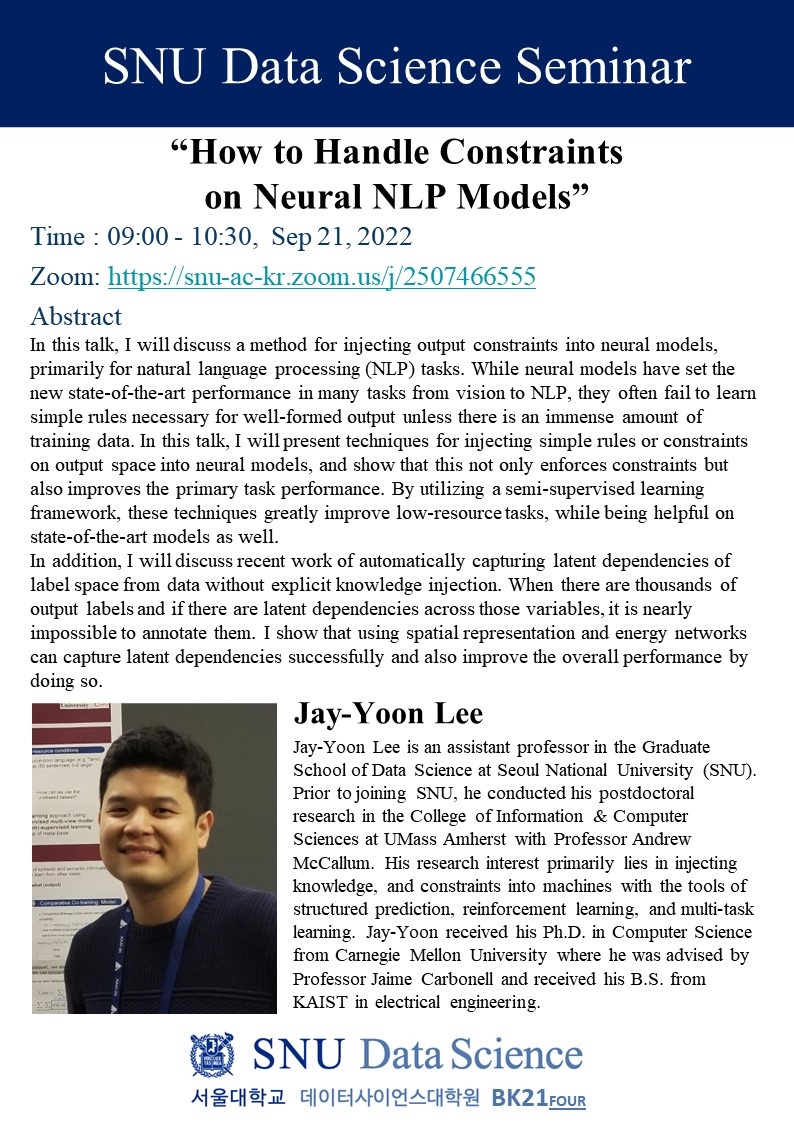 SNU Data Science Seminar
“How to Handle Constraints
on Neural NLP Models”
Time : 09:00 - 10:30, Sep 21, 2022
Zoom: https://snu-ac-kr.zoom.us/j/2507466555
Abstract
In this talk, I will discuss a method for injecting output constraints into neural models,
primarily for natural language processing (NLP) tasks. While neural models have set the
new state-of-the-art performance in many tasks from vision to NLP, they often fail to learn
simple rules necessary for well-formed output unless there is an immense amount of
training data. In this talk, I will present techniques for injecting simple rules or constraints
on output space into neural models, and show that this not only enforces constraints but
also improves the primary task performance. By utilizing a semi-supervised learning
framework, these techniques greatly improve low-resource tasks, while being helpful on
state-of-the-art models as well.
In addition, I will discuss recent work of automatically capturing latent dependencies of
label space from data without explicit knowledge injection. When there are thousands of
output labels and if there are latent dependencies across those variables, it is nearly
impossible to annotate them. I show that using spatial representation and energy networks
can capture latent dependencies successfully and also improve the overall performance by
doing so.
Jay-Yoon Lee
Jay-Yoon Lee is an assistant professor in the Graduate
School of Data Science at Seoul National University (SNU).
Prior to joining SNU, he conducted his postdoctoral
research in the College of Information & Computer
Sciences at UMass Amherst with Professor Andrew
McCallum. His research interest primarily lies in injecting
knowledge, and constraints into machines with the tools of
structured prediction, reinforcement learning, and multi-task
learning. Jay-Yoon received his Ph.D. in Computer Science
from Carnegie Mellon University where he was advised by
Professor Jaime Carbonell and received his B.S. from
KAIST in electrical engineering.
SNU Data Science
서울대학교 데이터사이언스대학원 BK21FOUR